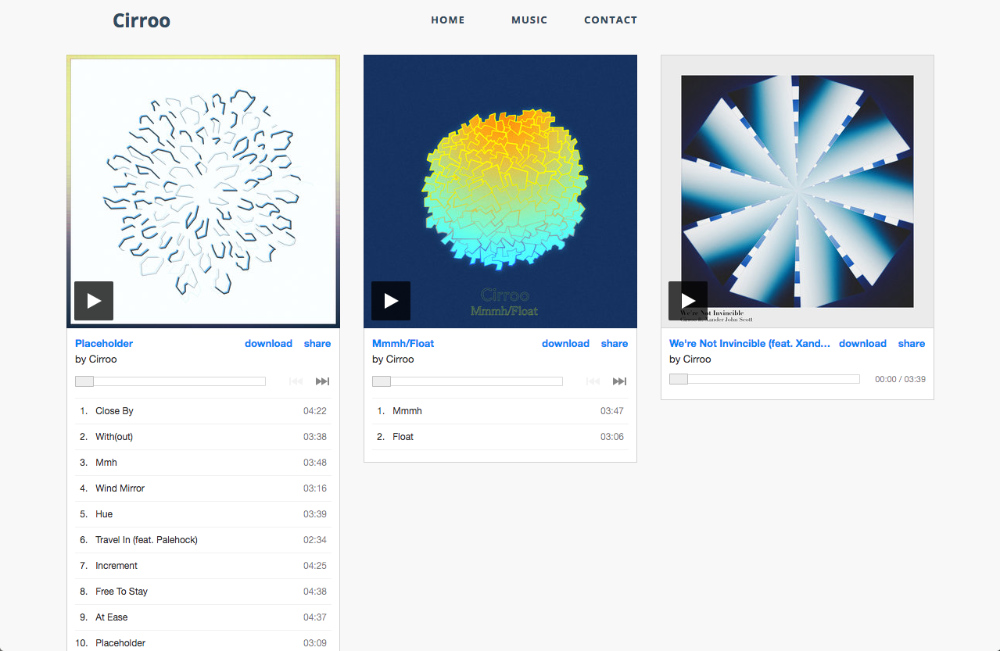 Cirroo
HOME MUSIC CONTACT
Placeholder download share
by Cirroo
1. Close By 04:22
2. With(out) 03:38
3. Mmh 03:48
4. Wind Mirror 03:16
5. Hue 03:39
6. Travel In (feat. Palehock) 02:34
7. Increment 04:25
8. Free To Stay 04:38
9. At Ease 04:37
10. Placeholder 03:09
Cirroo
Mmmh/Float
Mmmh/Float download share
by Cirroo
1. Mmmh 03:47
2. Float 03:06
We're Not Invincible
We're Not Invincible (feat. Xand... download share
by Cirroo
00:00 / 03:39